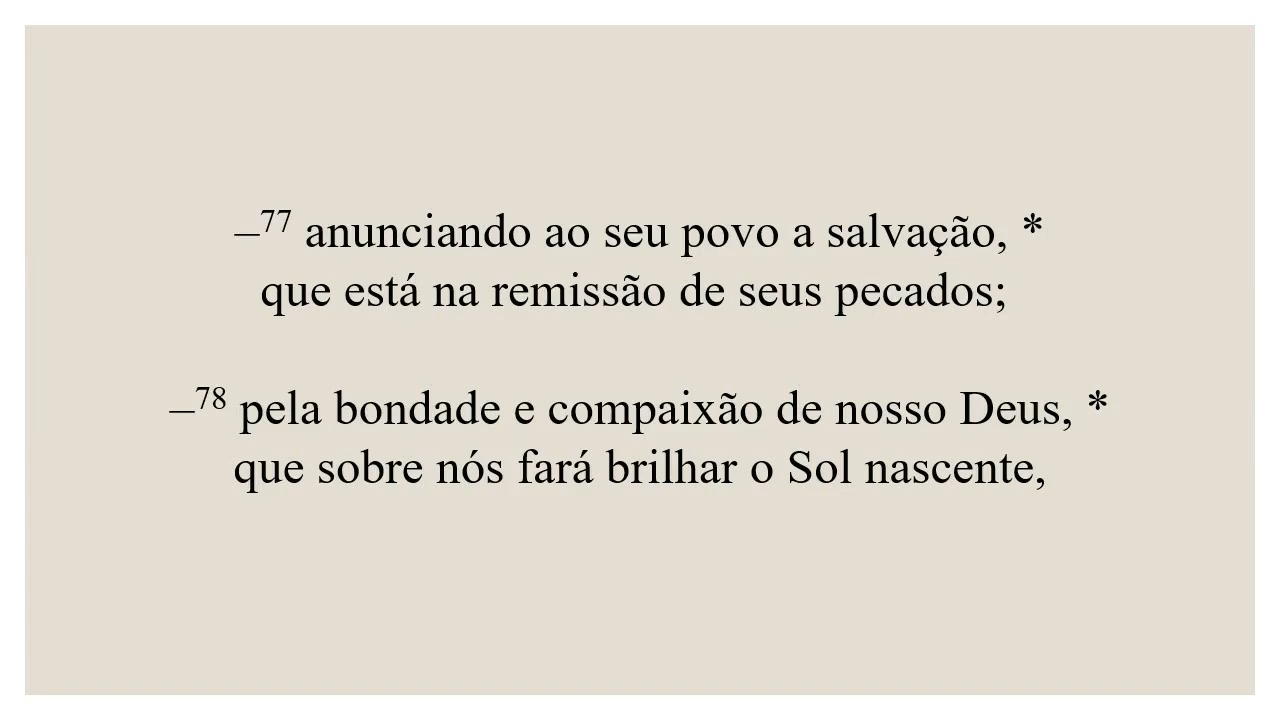 –⁷⁷ anunciando ao seu povo a salvação, *
que está na remissão de seus pecados;
–⁷⁸ pela bondade e compaixão de nosso Deus, *
que sobre nós fará brilhar o Sol nascente,